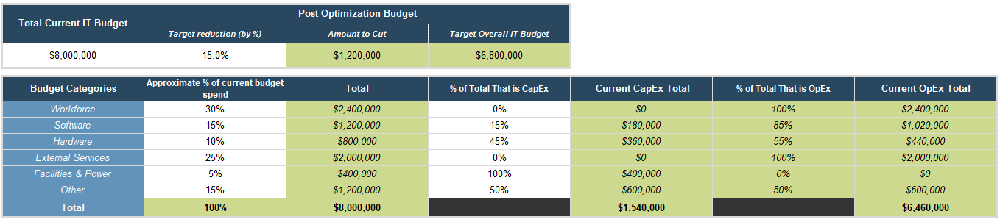 Total Current IT Budget Post-Optimization Budget
Target reduction (by %) Amount to Cut Target Overall IT Budget
$8,000,000 15.0% $1,200,000 $6,800,000
Budget Categories Approximate % of current budget spend Total % of Total That is CapEx Current CapEx Total % of Total That is OpEx Current OpEx Total
Workforce 30% $2,400,000 0% $0 100% $2,400,000
Software 15% $1,200,000 15% $180,000 85% $1,020,000
Hardware 10% $800,000 45% $360,000 55% $440,000
External Services 25% $2,000,000 0% $0 100% $2,000,000
Facilities & Power 5% $400,000 100% $400,000 0% $0
Other 15% $1,200,000 50% $600,000 50% $600,000
Total 100% $8,000,000 $1,540,000 $6,460,000